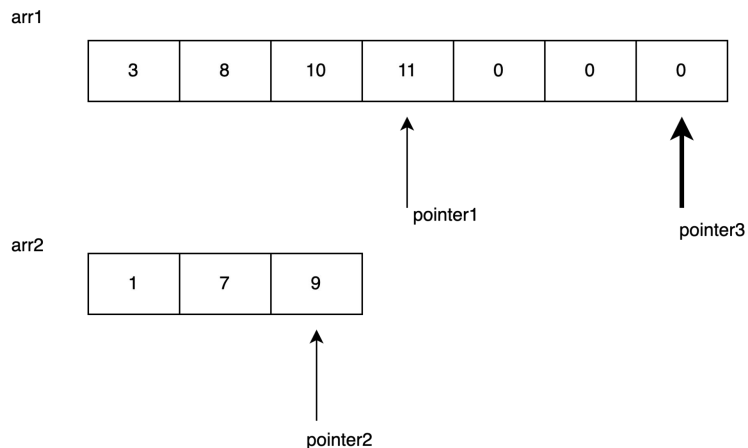 arr1
3 8 10 11 0 0 0
pointer1
pointer3
arr2
1 7 9
pointer2